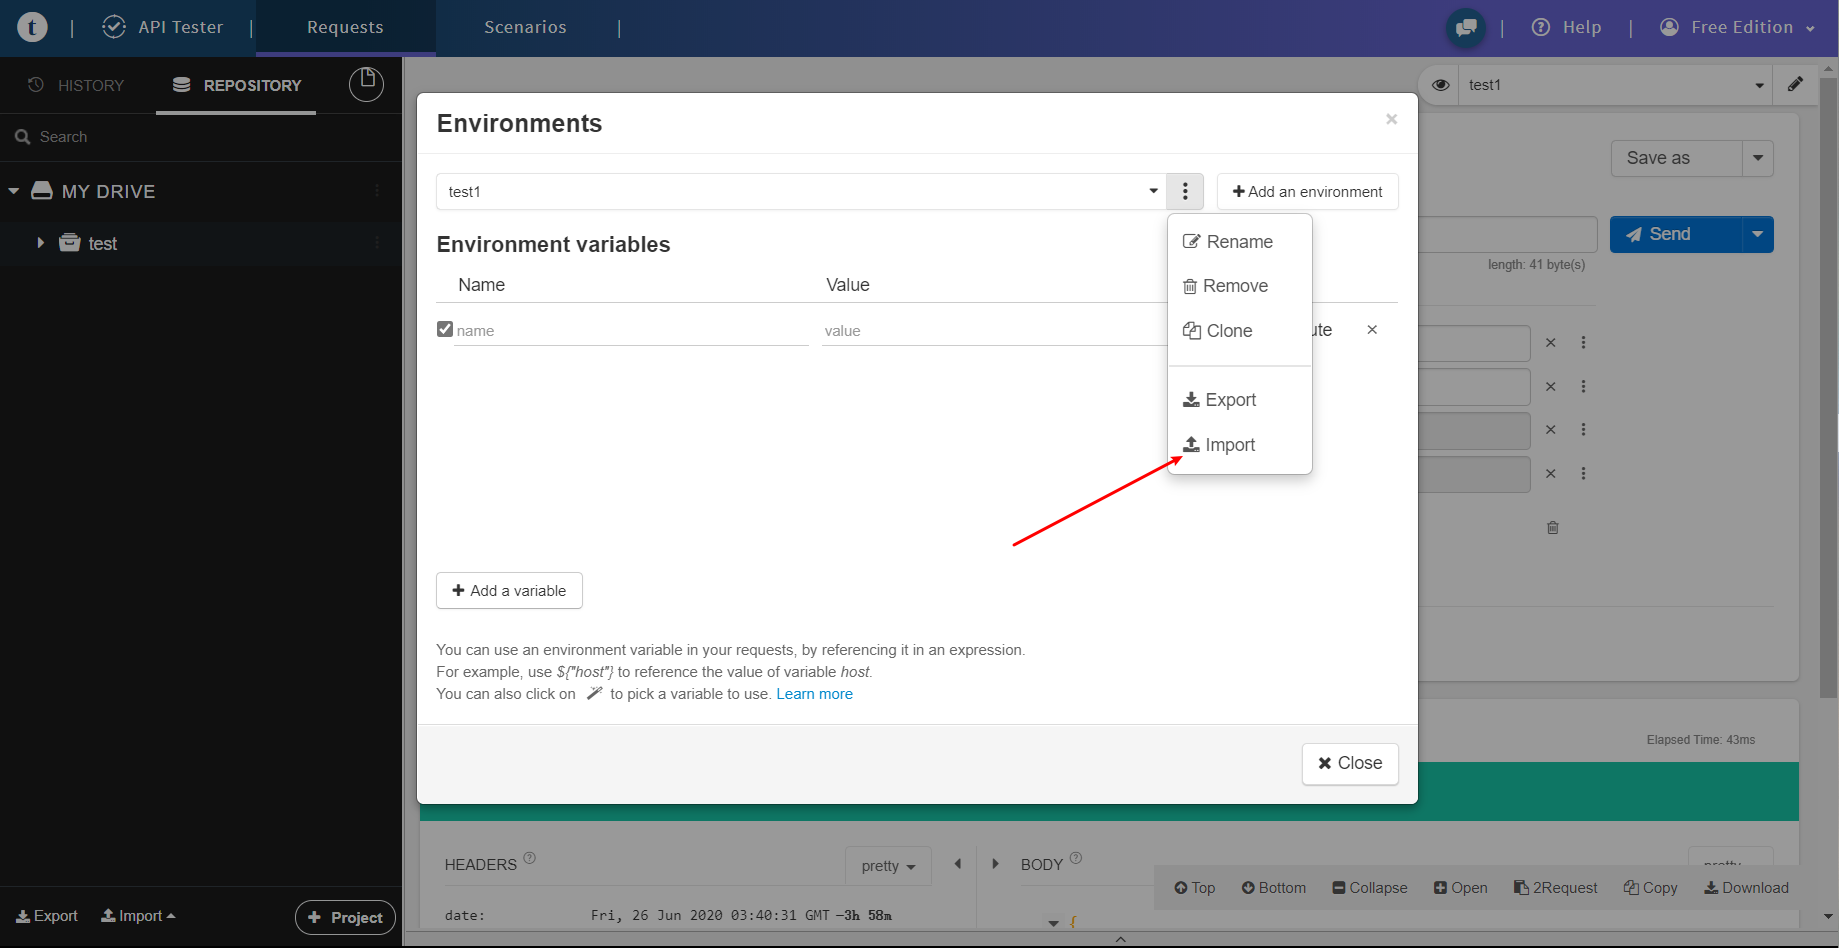 t | API Tester | Requests Scenarios | | Help | Free Edition
HISTORY REPOSITORY
test1
Search
Environments ×
Save as
MY DRIVE
test1 Add an environment
test
Send
Environment variables
Rename
length: 41 byte(s)
Name Value
Remove
name value
Clone
ute
Export
Import
Add a variable
You can use an environment variable in your requests, by referencing it in an expression.
For example, use ${"host"} to reference the value of variable host.
You can also click on to pick a variable to use. Learn more
Elapsed Time: 43ms
Close
HEADERS ? pretty BODY ? pretty
Top Bottom Collapse Open 2Request Copy Download
Export Import + Project
date: Fri, 26 Jun 2020 03:40:31 GMT −3h 58m
{